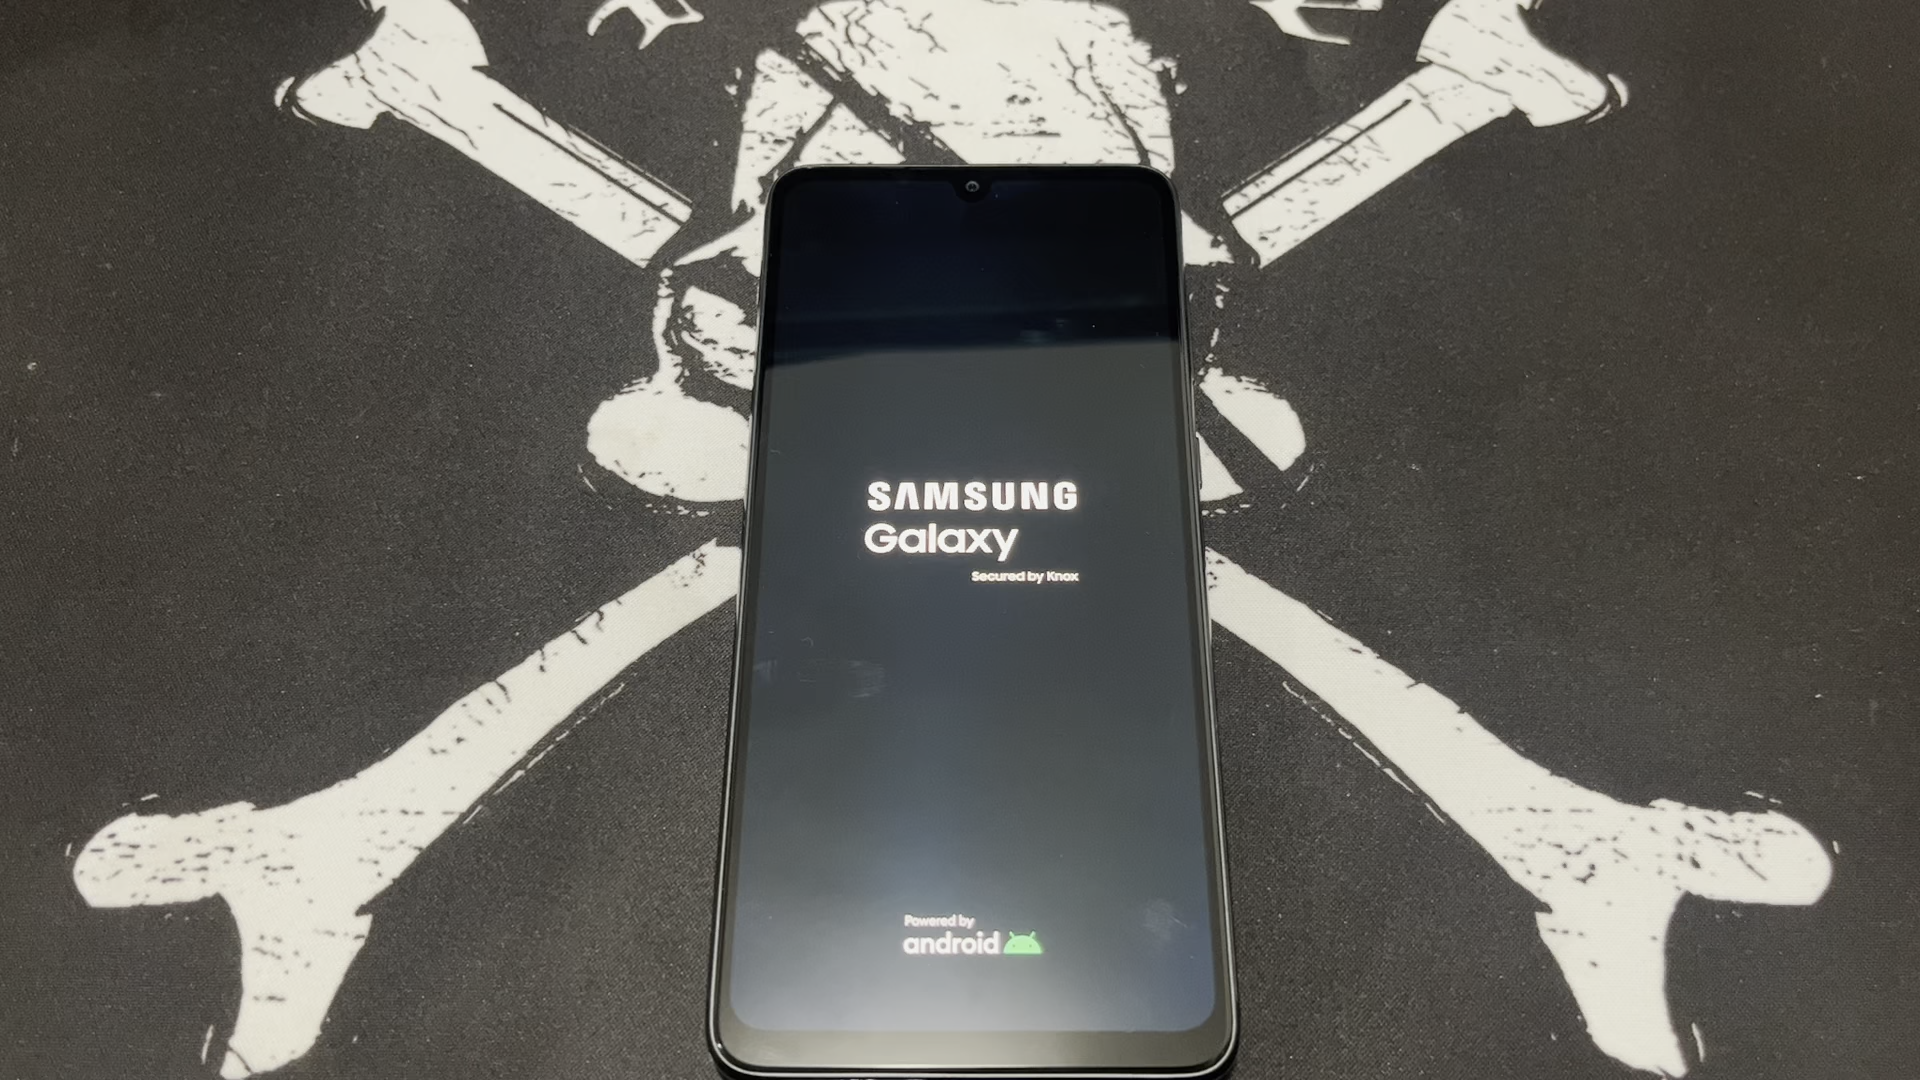 SAMSUNG
Galaxy
Secured by Knox
Powered by
android